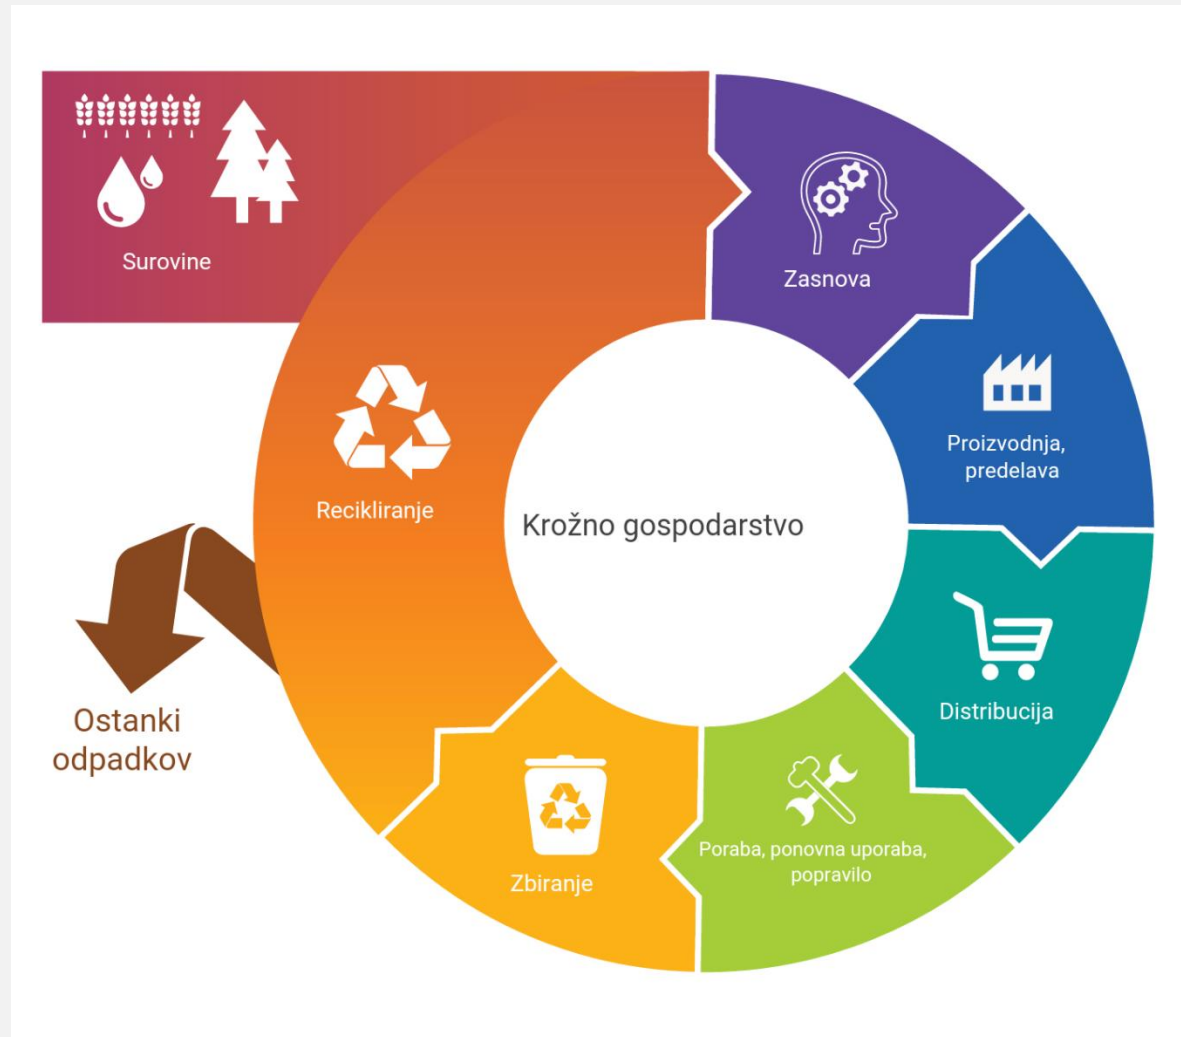 Surovine
Zasnova
Proizvodnja,
predelava
Distribucija
Poraba, ponovna uporaba,
popravilo
Zbiranje
Recikliranje
Ostanki
odpadkov
Krožno gospodarstvo